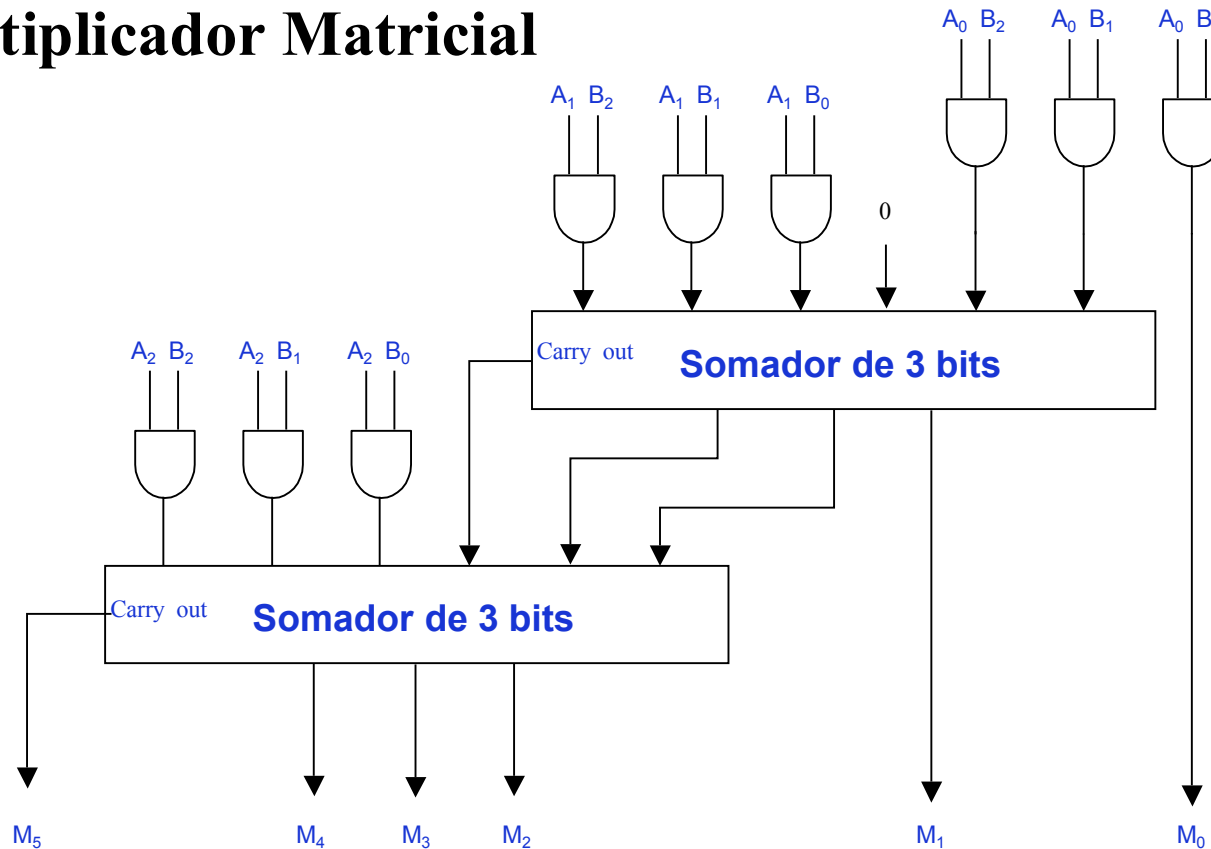 tiplicador Matricial
A₀ B₂ A₀ B₁ A₀ B
A₁ B₂ A₁ B₁ A₁ B₀
0
A₂ B₂ A₂ B₁ A₂ B₀
Carry out Somador de 3 bits
Carry out Somador de 3 bits
M₅ M₄ M₃ M₂ M₁ M₀